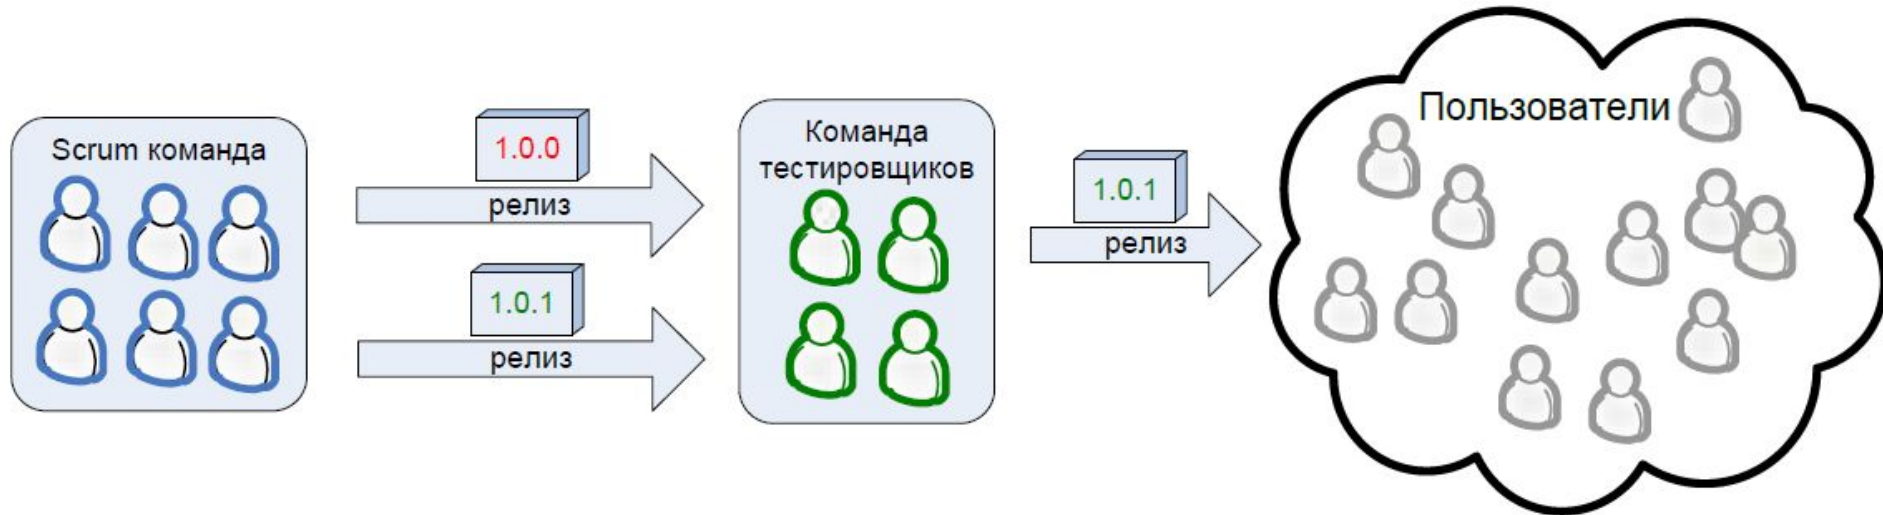 Scrum команда
1.0.0
релиз
1.0.1
релиз
Команда
тестировщиков
1.0.1
релиз
Пользователи